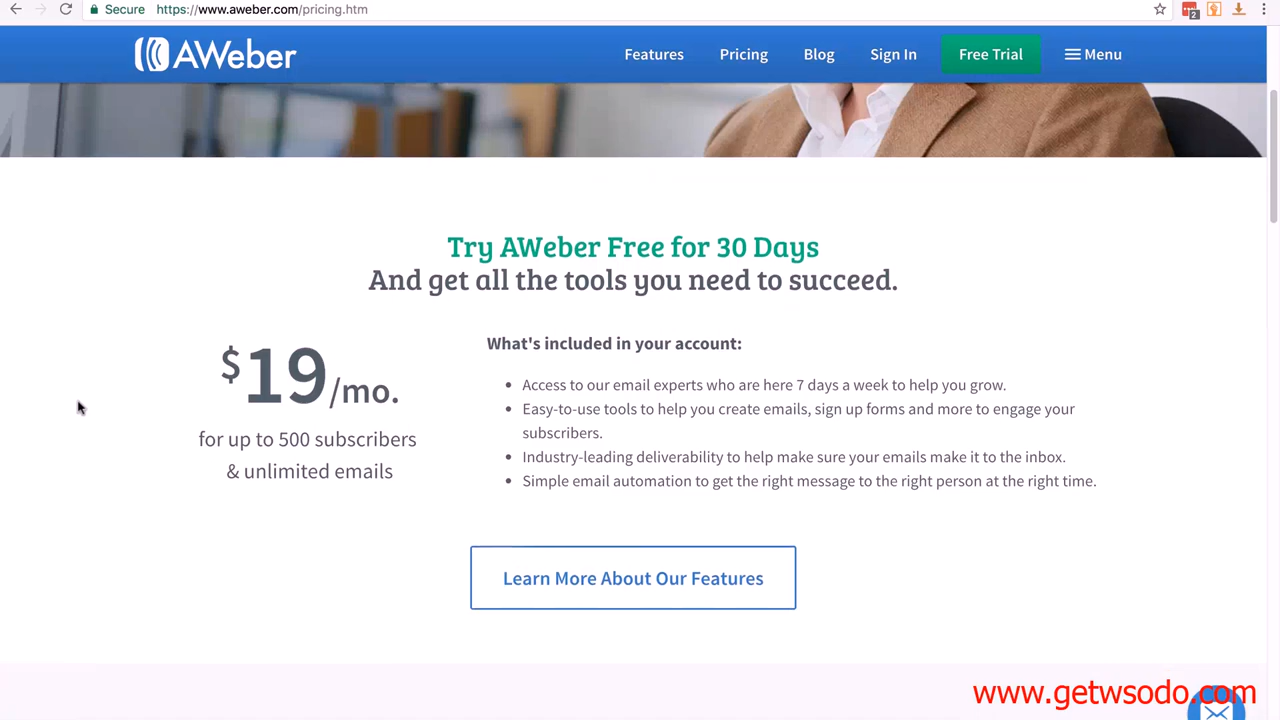 Secure https://www.aweber.com/pricing.htm
2
AWeber
Features Pricing Blog Sign In Free Trial Menu
Try AWeber Free for 30 Days
And get all the tools you need to succeed.
$19/mo.
for up to 500 subscribers
& unlimited emails
What's included in your account:
• Access to our email experts who are here 7 days a week to help you grow.
• Easy-to-use tools to help you create emails, sign up forms and more to engage your
subscribers.
• Industry-leading deliverability to help make sure your emails make it to the inbox.
• Simple email automation to get the right message to the right person at the right time.
Learn More About Our Features
www.getwsodo.com